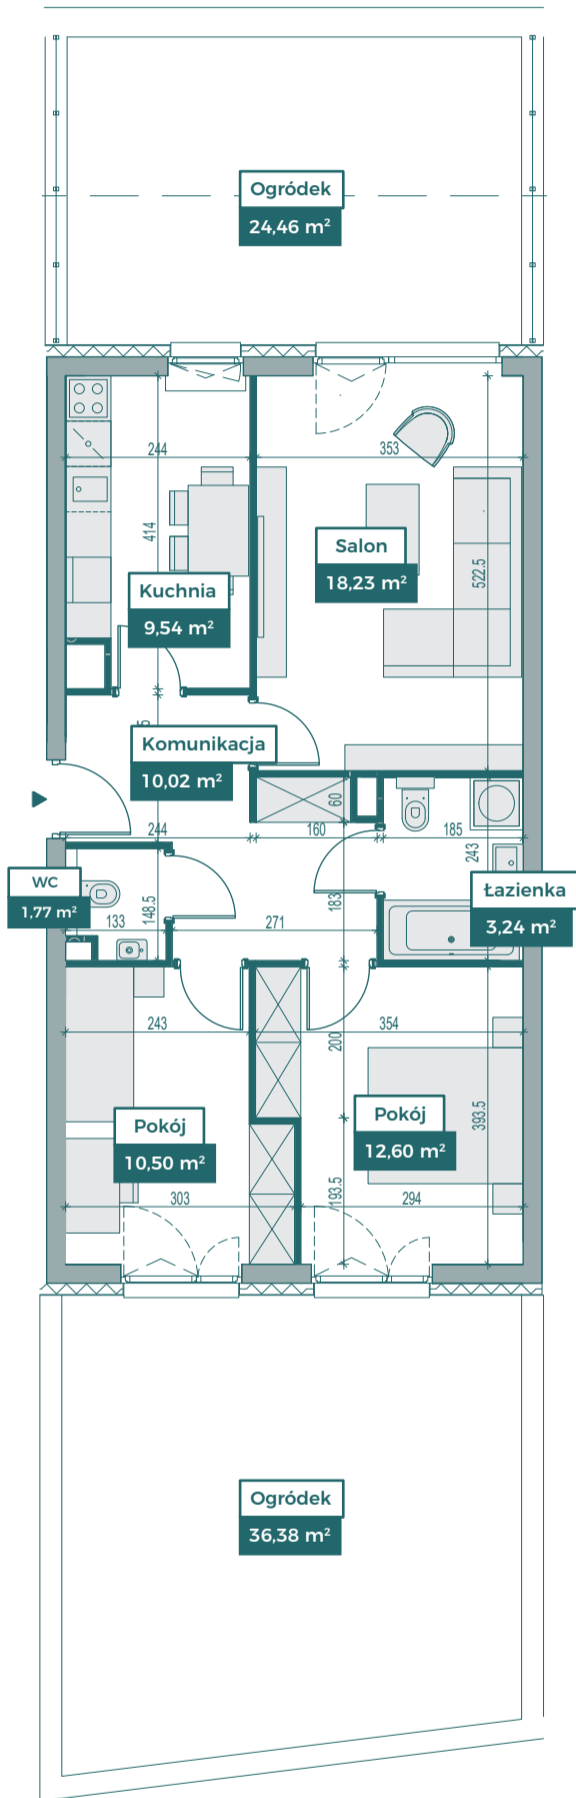 Ogródek
24,46 m²
244
353
414
522.5
Salon
18,23 m²
Kuchnia
9,54 m²
Komunikacja
10,02 m²
60
244
160
185
243
WC
1,77 m²
133
148.5
183
271
Łazienka
3,24 m²
243
354
200
Pokój
10,50 m²
Pokój
12,60 m²
393.5
303
193.5
294
Ogródek
36,38 m²